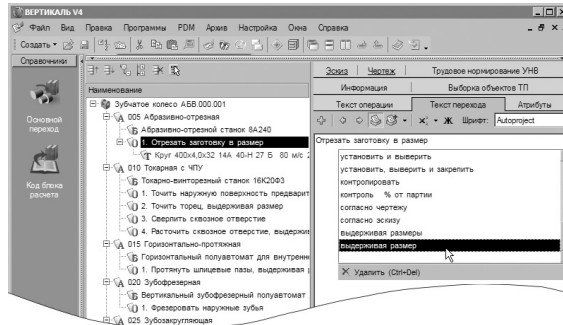 ВЕРТИКАЛЬ V4
Файл Вид Правка Программы PDM Архив Настройка Окна Справка
Создать
Справочники
Основной переход
Код блока расчета
Наименование
Зубчатое колесо АБВ.000.001
005 Абразивно-отрезная
Абразивно-отрезной станок 8А240
1. Отрезать заготовку в размер
Круг 400х4,0х32 14А 40-Н 27 Б 80 м/с 2
010 Токарная с ЧПУ
Токарно-винторезный станок 16К20Ф3
1. Точить наружную поверхность предварит
2. Точить торец, выдерживая размер
3. Сверлить сквозное отверстие
4. Расточить сквозное отверстие, выдержив
015 Горизонтально-протяжная
Горизонтальный полуавтомат для внутренн
1. Протянуть шлицевые пазы, выдерживая
020 Зубофрезерная
Вертикальный зубофрезерный полуавтомат
1. Фрезеровать наружные зубья
025 Зубозакругляющая
Эскиз Чертеж Трудовое нормирование УНВ
Информация Выборка объектов ТП
Текст операции Текст перехода Атрибуты
Ж Шрифт: Autoproject
Отрезать заготовку в размер
установить и выверить
установить, выверить и закрепить
контролировать
контроль % от партии
согласно чертежу
согласно эскизу
выдерживая размеры
выдерживая размер
Удалить (Ctrl+Del)